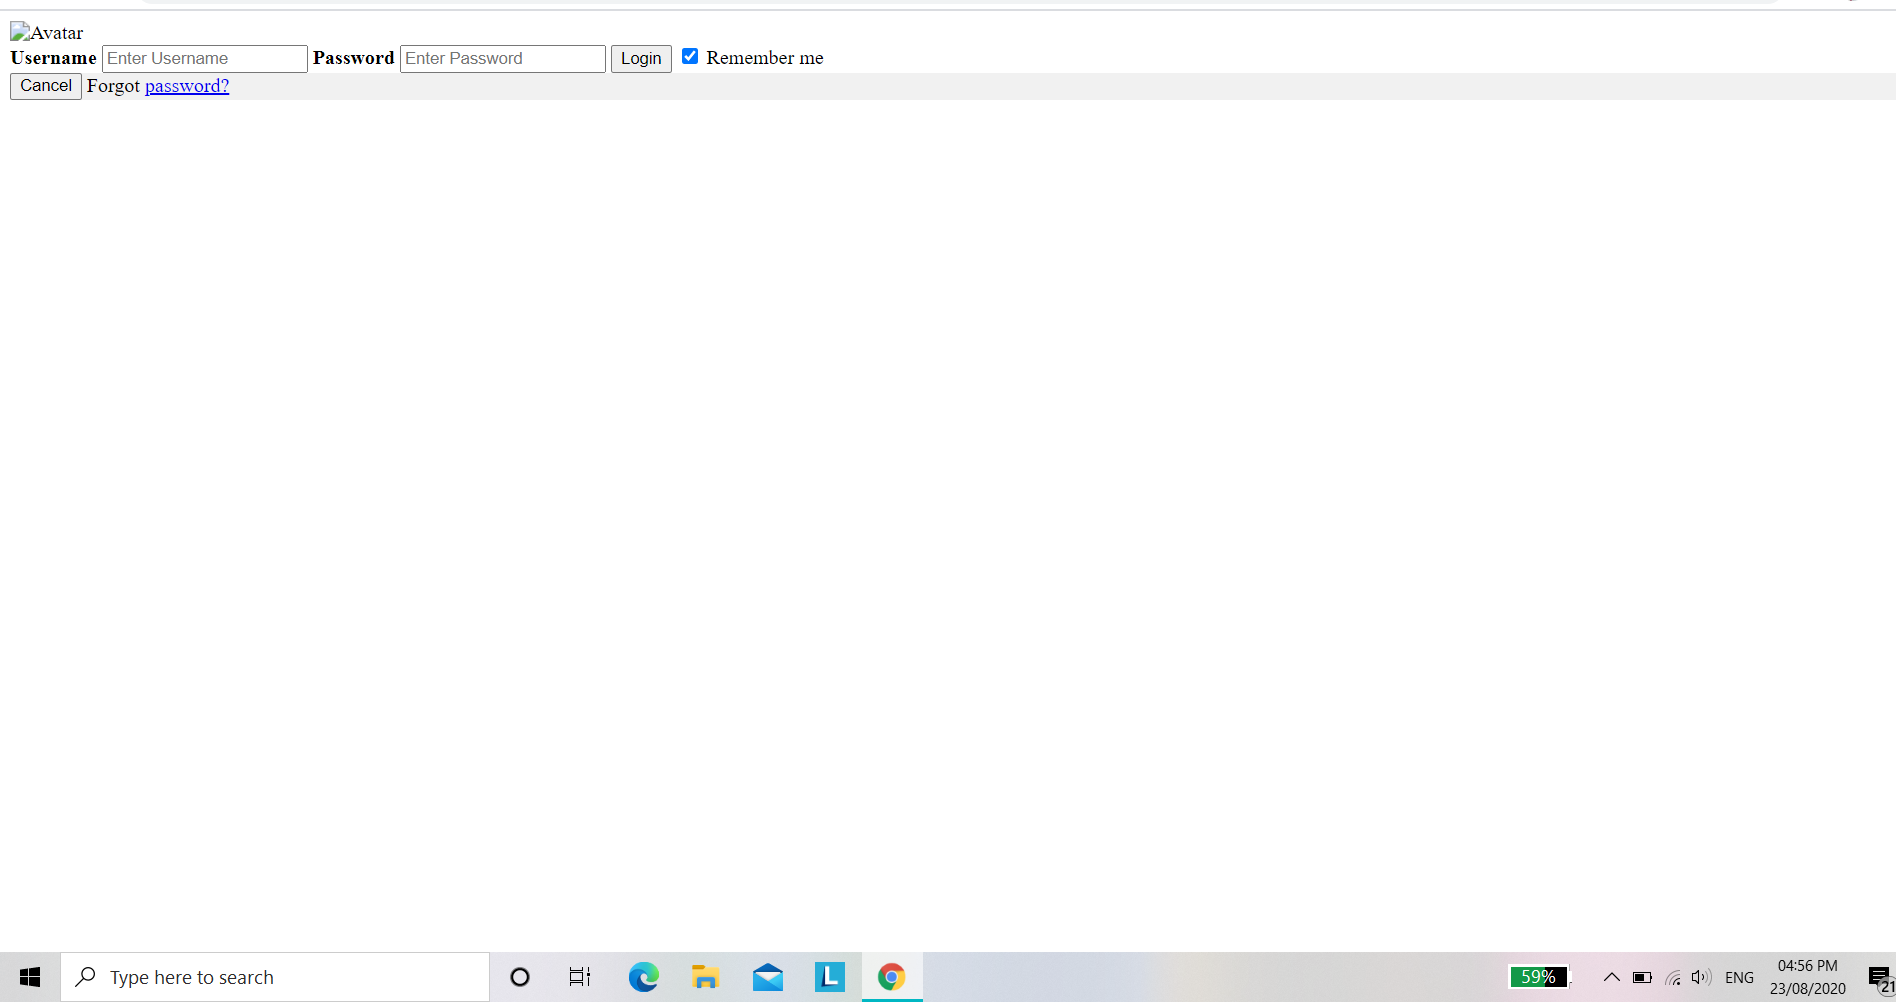 Avatar
Username Enter Username Password Enter Password Login Remember me
Cancel Forgot password?
Type here to search
L
59%
ENG
04:56 PM
23/08/2020
21